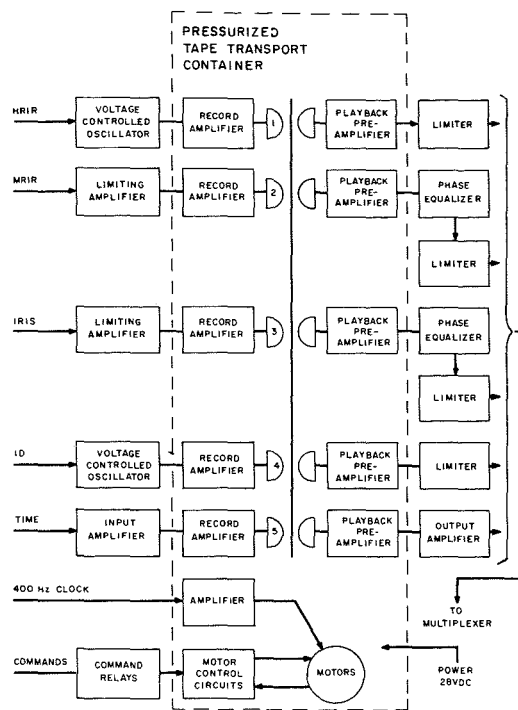 PRESSURIZED
TAPE TRANSPORT
CONTAINER
HRIR
VOLTAGE
CONTROLLED
OSCILLATOR
RECORD
AMPLIFIER
1
PLAYBACK
PRE-
AMPLIFIER
LIMITER
MRIR
LIMITING
AMPLIFIER
RECORD
AMPLIFIER
2
PLAYBACK
PRE-
AMPLIFIER
PHASE
EQUALIZER
LIMITER
IRIS
LIMITING
AMPLIFIER
RECORD
AMPLIFIER
3
PLAYBACK
PRE-
AMPLIFIER
PHASE
EQUALIZER
LIMITER
ID
VOLTAGE
CONTROLLED
OSCILLATOR
RECORD
AMPLIFIER
4
PLAYBACK
PRE-
AMPLIFIER
LIMITER
TIME
INPUT
AMPLIFIER
RECORD
AMPLIFIER
5
PLAYBACK
PRE-
AMPLIFIER
OUTPUT
AMPLIFIER
400 Hz CLOCK
AMPLIFIER
TO
MULTIPLEXER
COMMANDS
COMMAND
RELAYS
MOTOR
CONTROL
CIRCUITS
MOTORS
POWER
28VDC